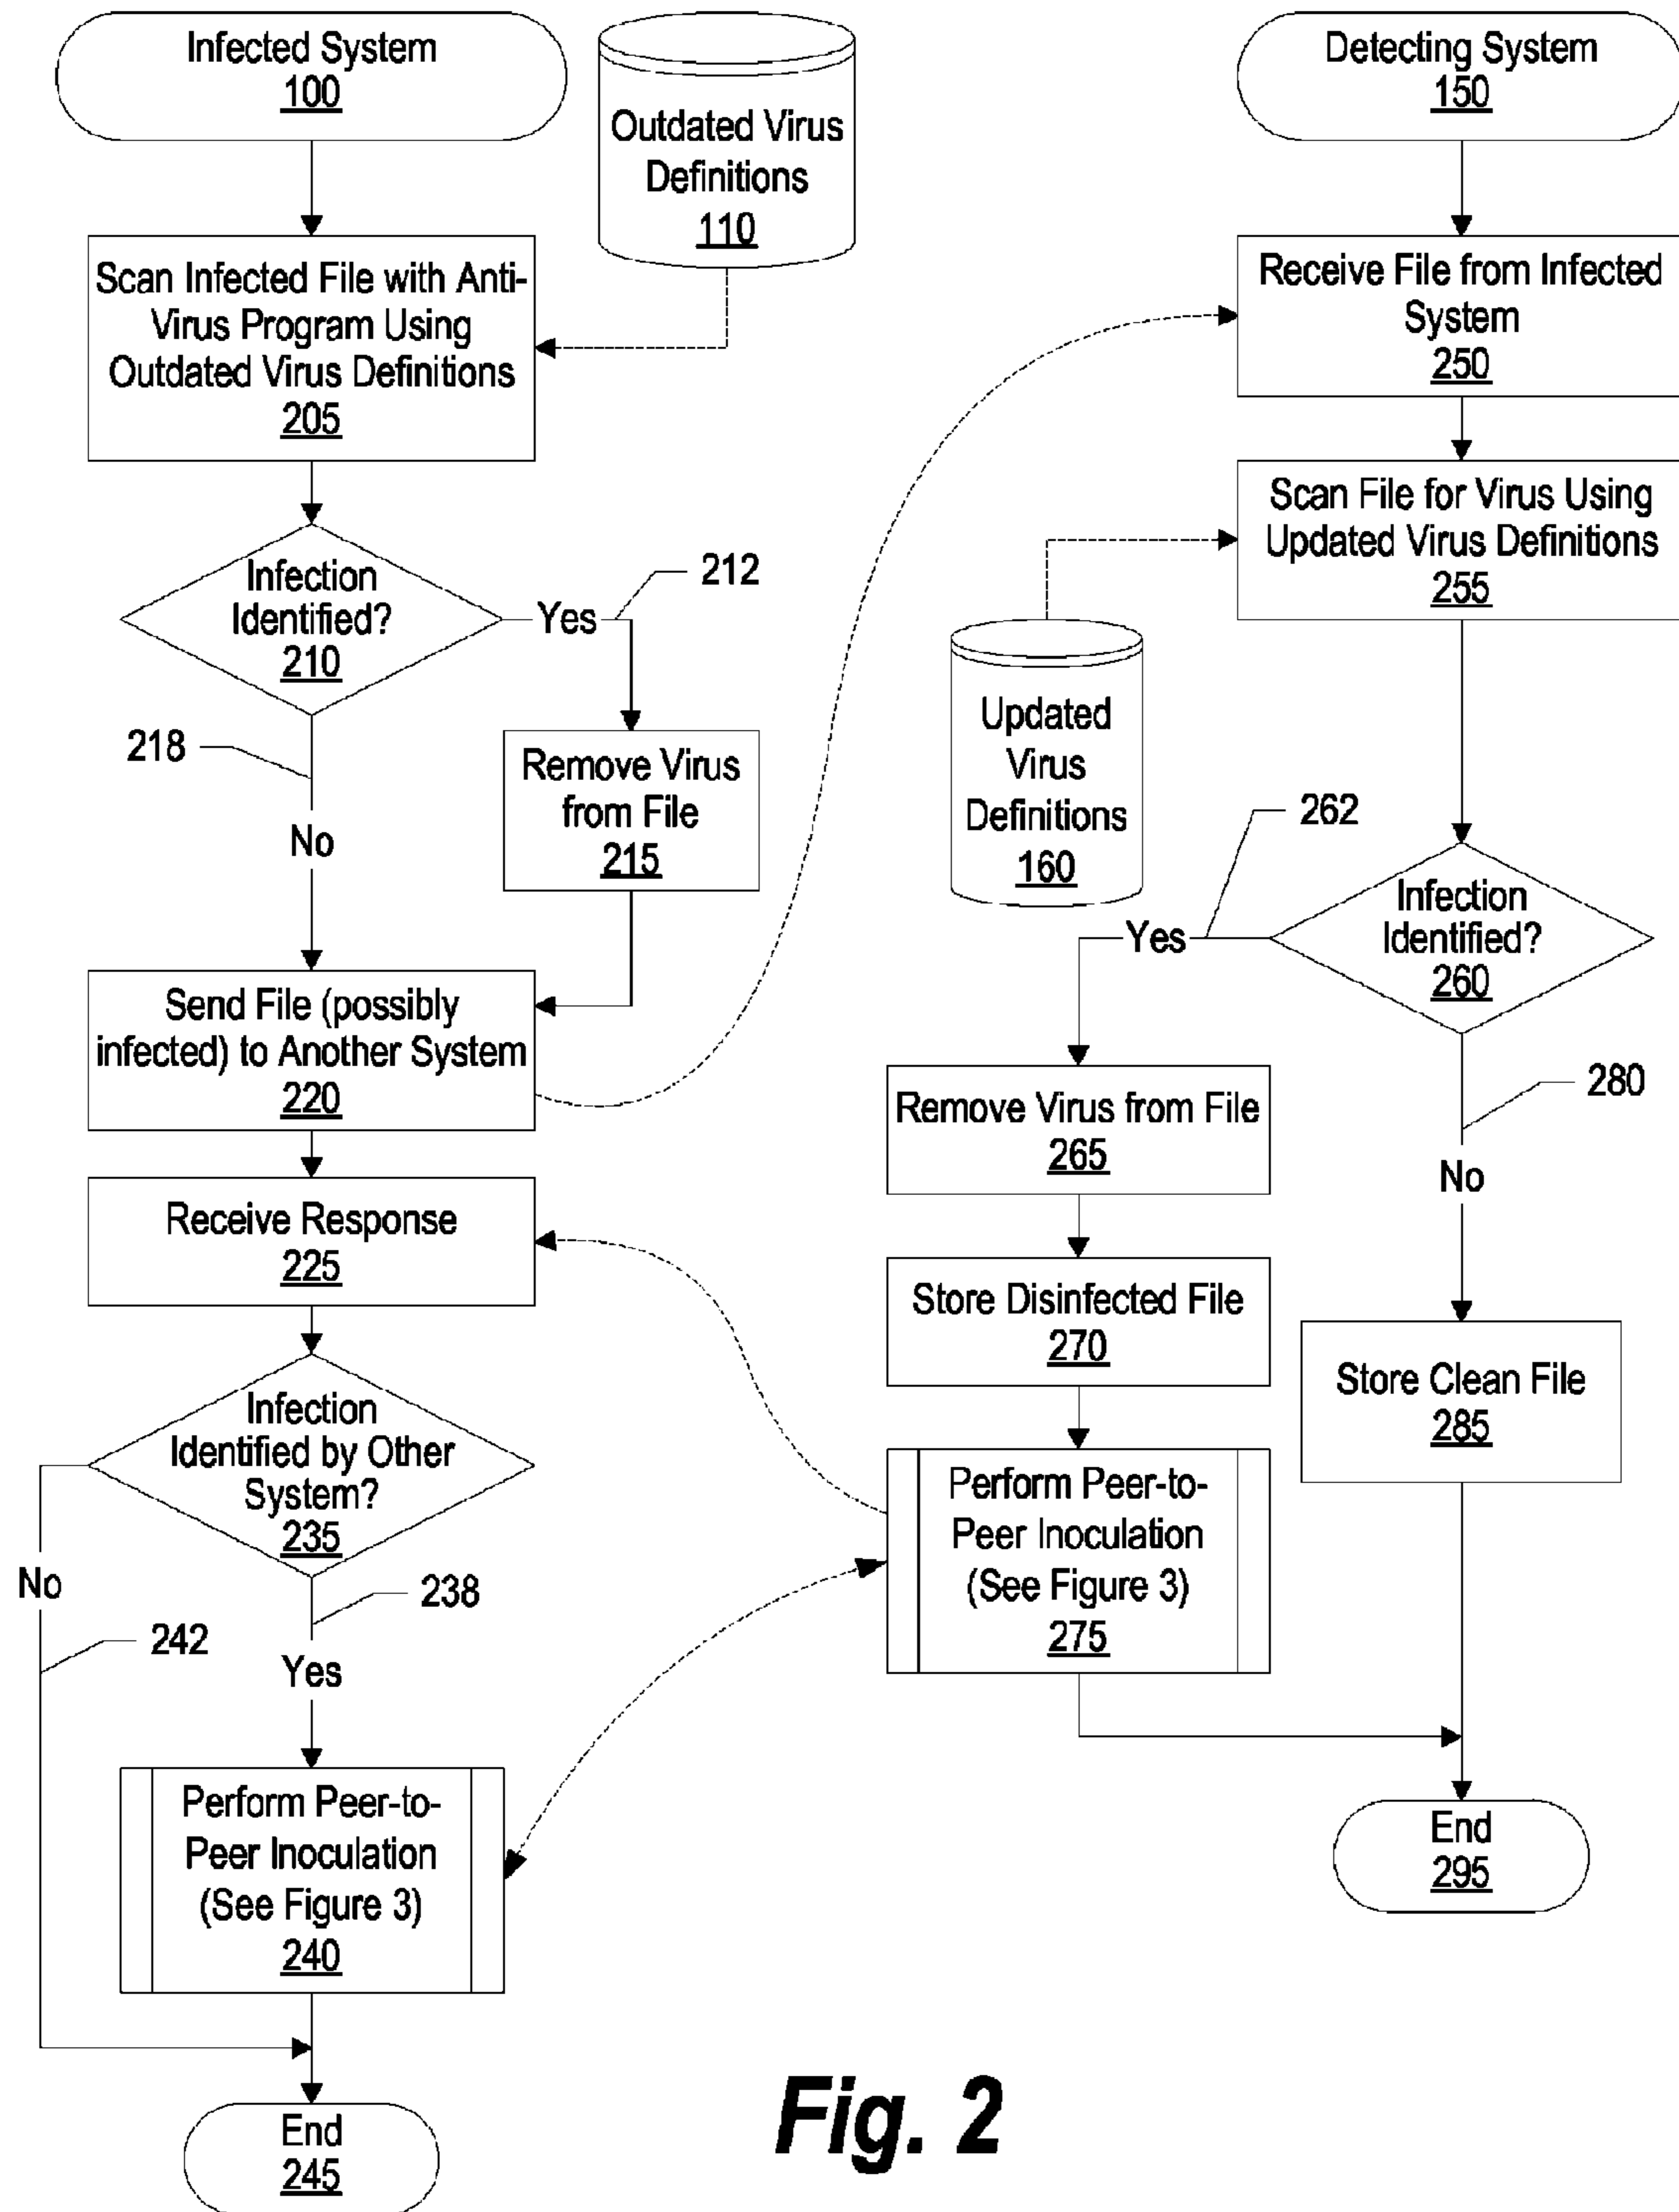 Infected System
100
Outdated Virus
Definitions
110
Scan Infected File with Anti-
Virus Program Using
Outdated Virus Definitions
205
Infection
Identified?
210
Yes
212
218
No
Remove Virus
from File
215
Send File (possibly
infected) to Another System
220
Receive Response
225
Infection
Identified by Other
System?
235
No
242
238
Yes
Perform Peer-to-
Peer Inoculation
(See Figure 3)
240
End
245
Detecting System
150
Receive File from Infected
System
250
Scan File for Virus Using
Updated Virus Definitions
255
Updated
Virus
Definitions
160
262
Yes
Infection
Identified?
260
280
No
Remove Virus from File
265
Store Disinfected File
270
Perform Peer-to-
Peer Inoculation
(See Figure 3)
275
Store Clean File
285
End
295
Fig. 2